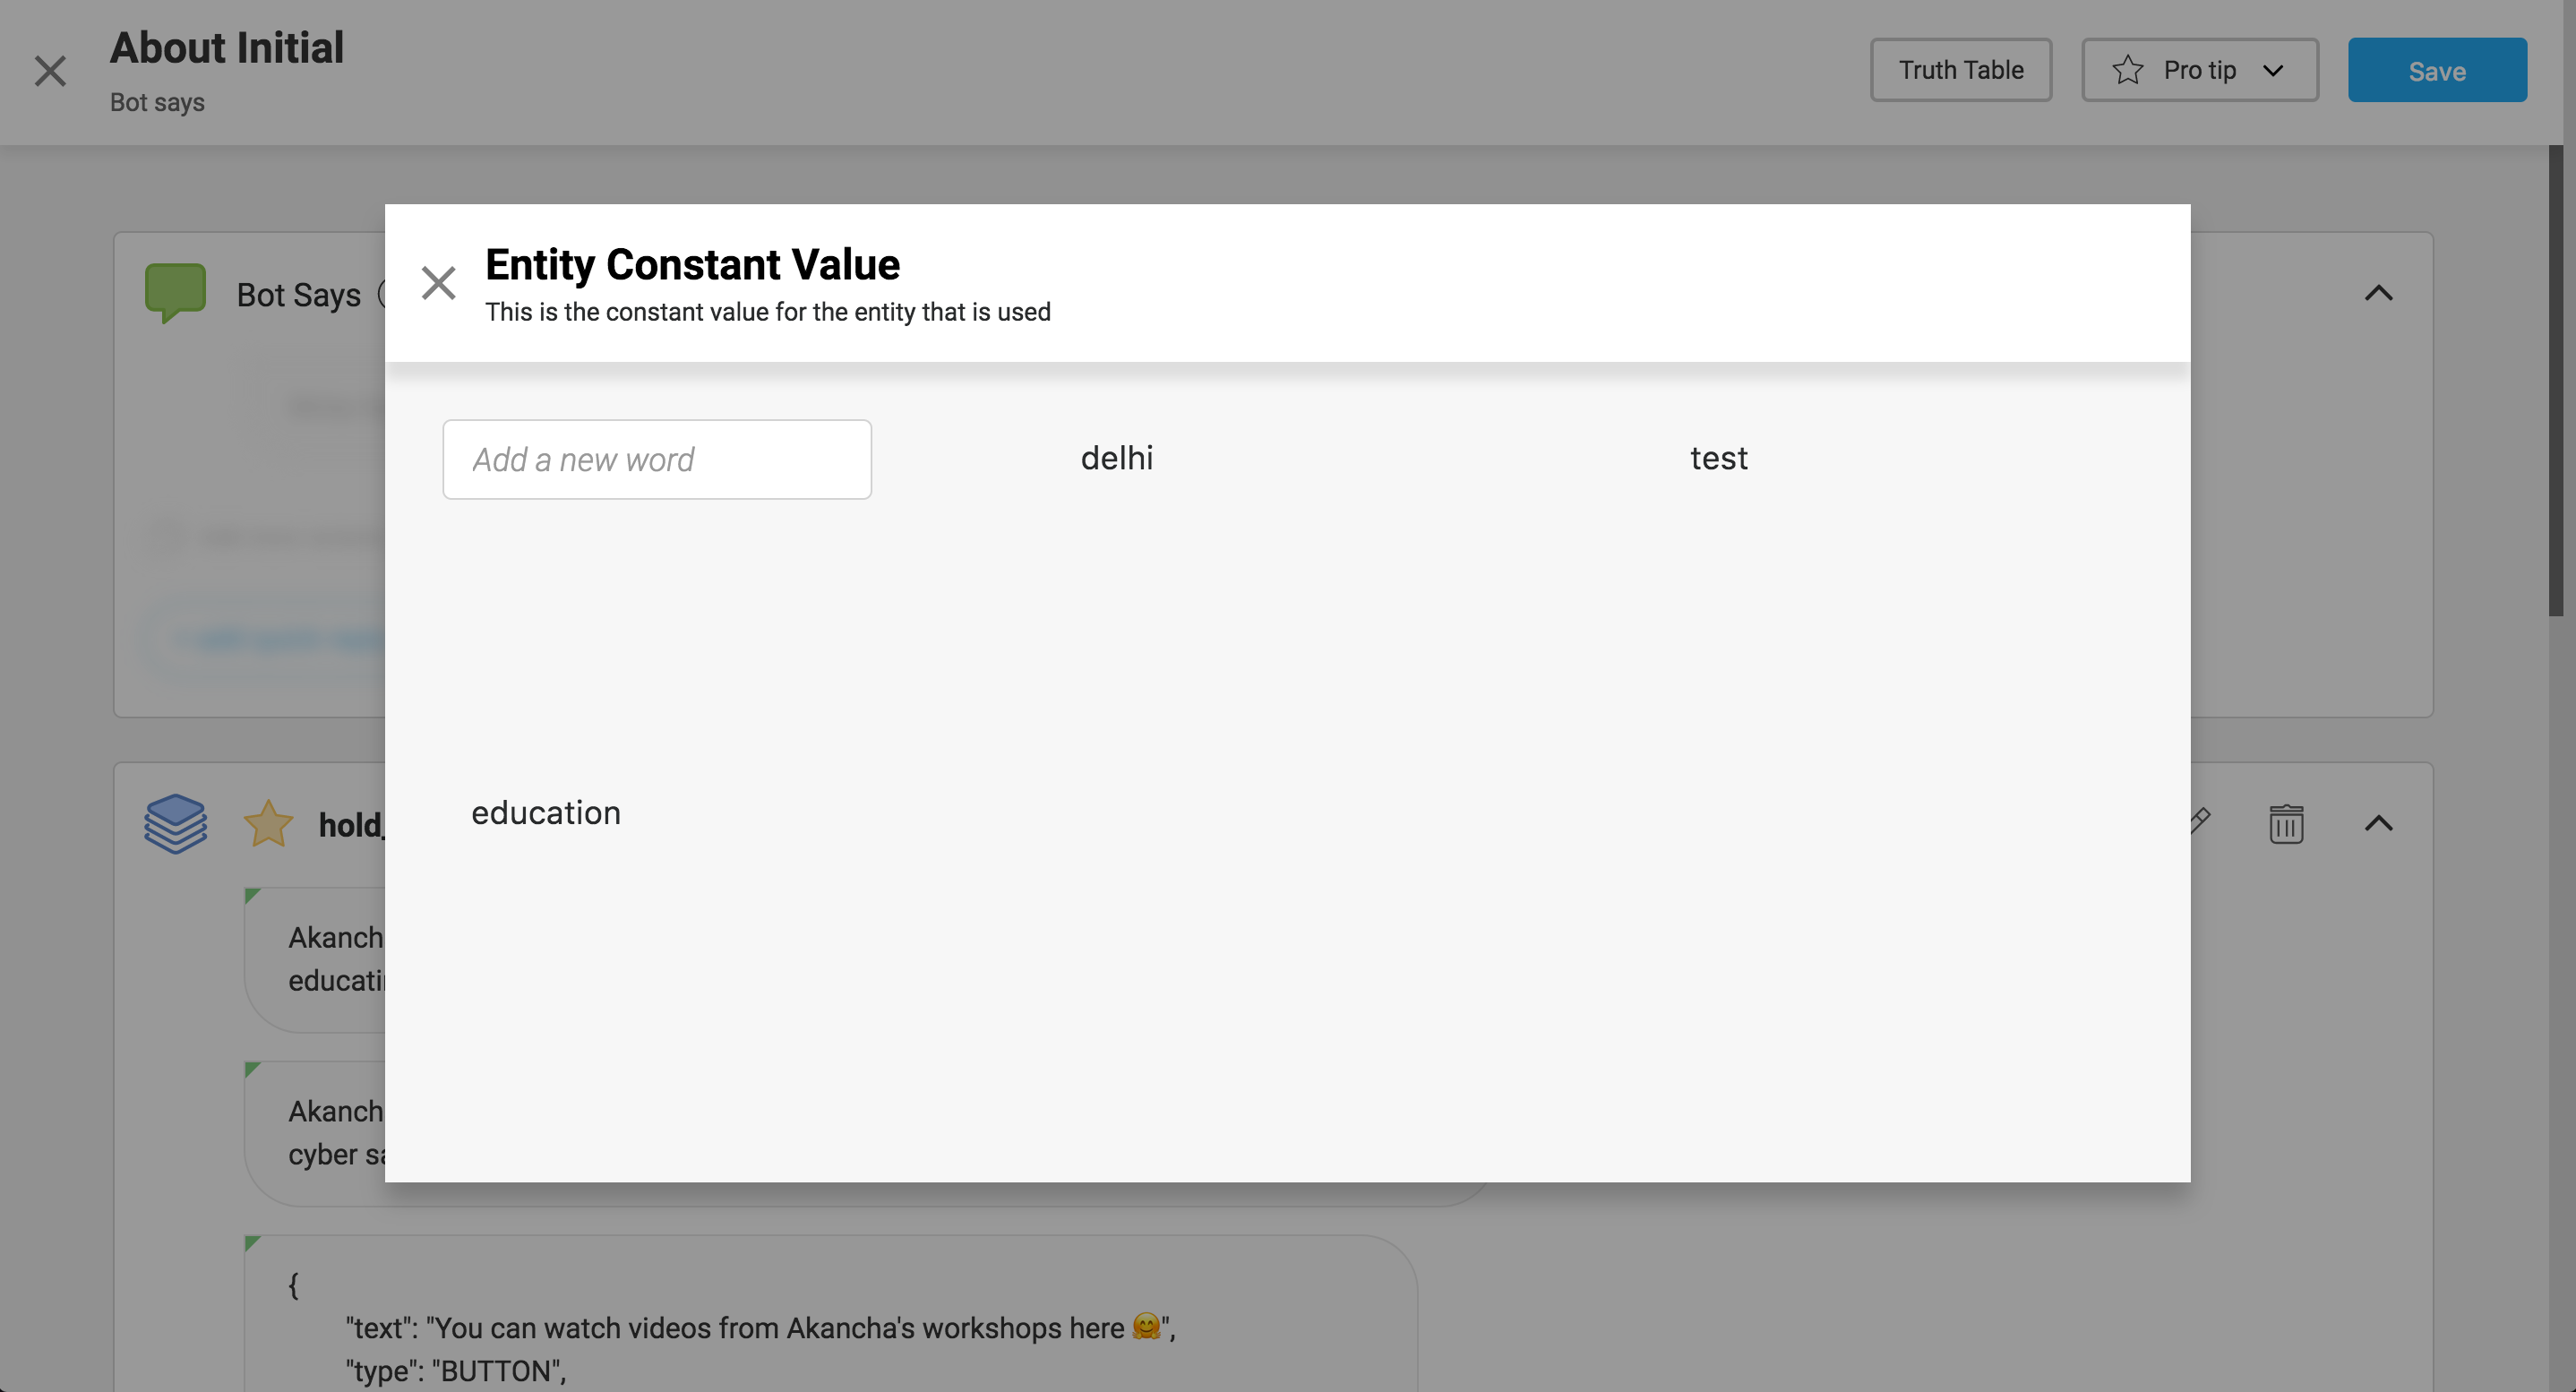 About Initial
Bot says
Truth Table
Pro tip
Save
Bot Says
Entity Constant Value
This is the constant value for the entity that is used
Add a new word
delhi
test
education
hold_
Akanch
educati
Akanch
cyber sa
{
"text": "You can watch videos from Akancha's workshops here 🤗",
"type": "BUTTON",